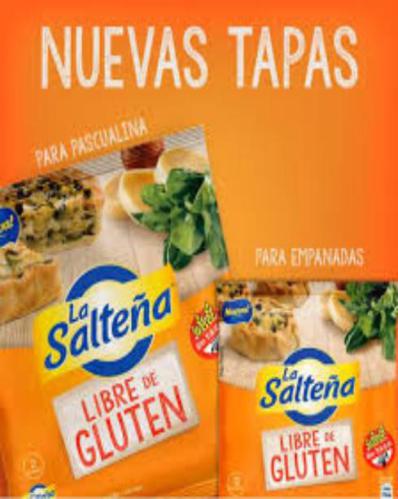 NUEVAS TAPAS
PARA PASCUALINA
PARA EMPANADAS
La
Salteña
LIBRE DE
GLUTEN
La
Salteña
LIBRE DE
GLUTEN